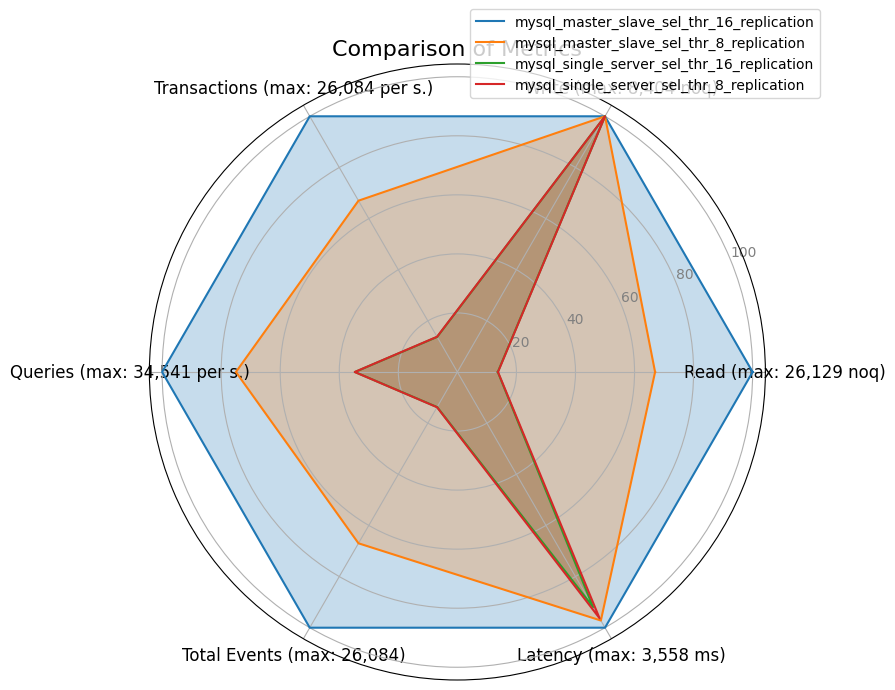 mysql_master_slave_sel_thr_16_replication
mysql_master_slave_sel_thr_8_replication
mysql_single_server_sel_thr_16_replication
mysql_single_server_sel_thr_8_replication
Comparison of Metrics
Transactions (max: 26,084 per s.)
100
80
60
40
20
Queries (max: 34,541 per s.)
Read (max: 26,129 noq)
Total Events (max: 26,084)
Latency (max: 3,558 ms)